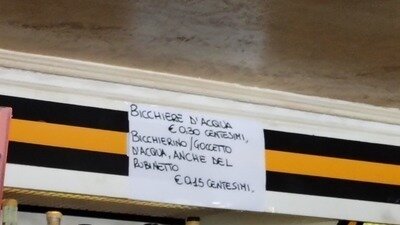 BICCHIERE D'ACQUA
€ 0.30 CENTESIMI,
BICCHIERINO/GOCCETTO
D'ACQUA, ANCHE DEL
RUBINETTO
€ 0.15 CENTESIMI,